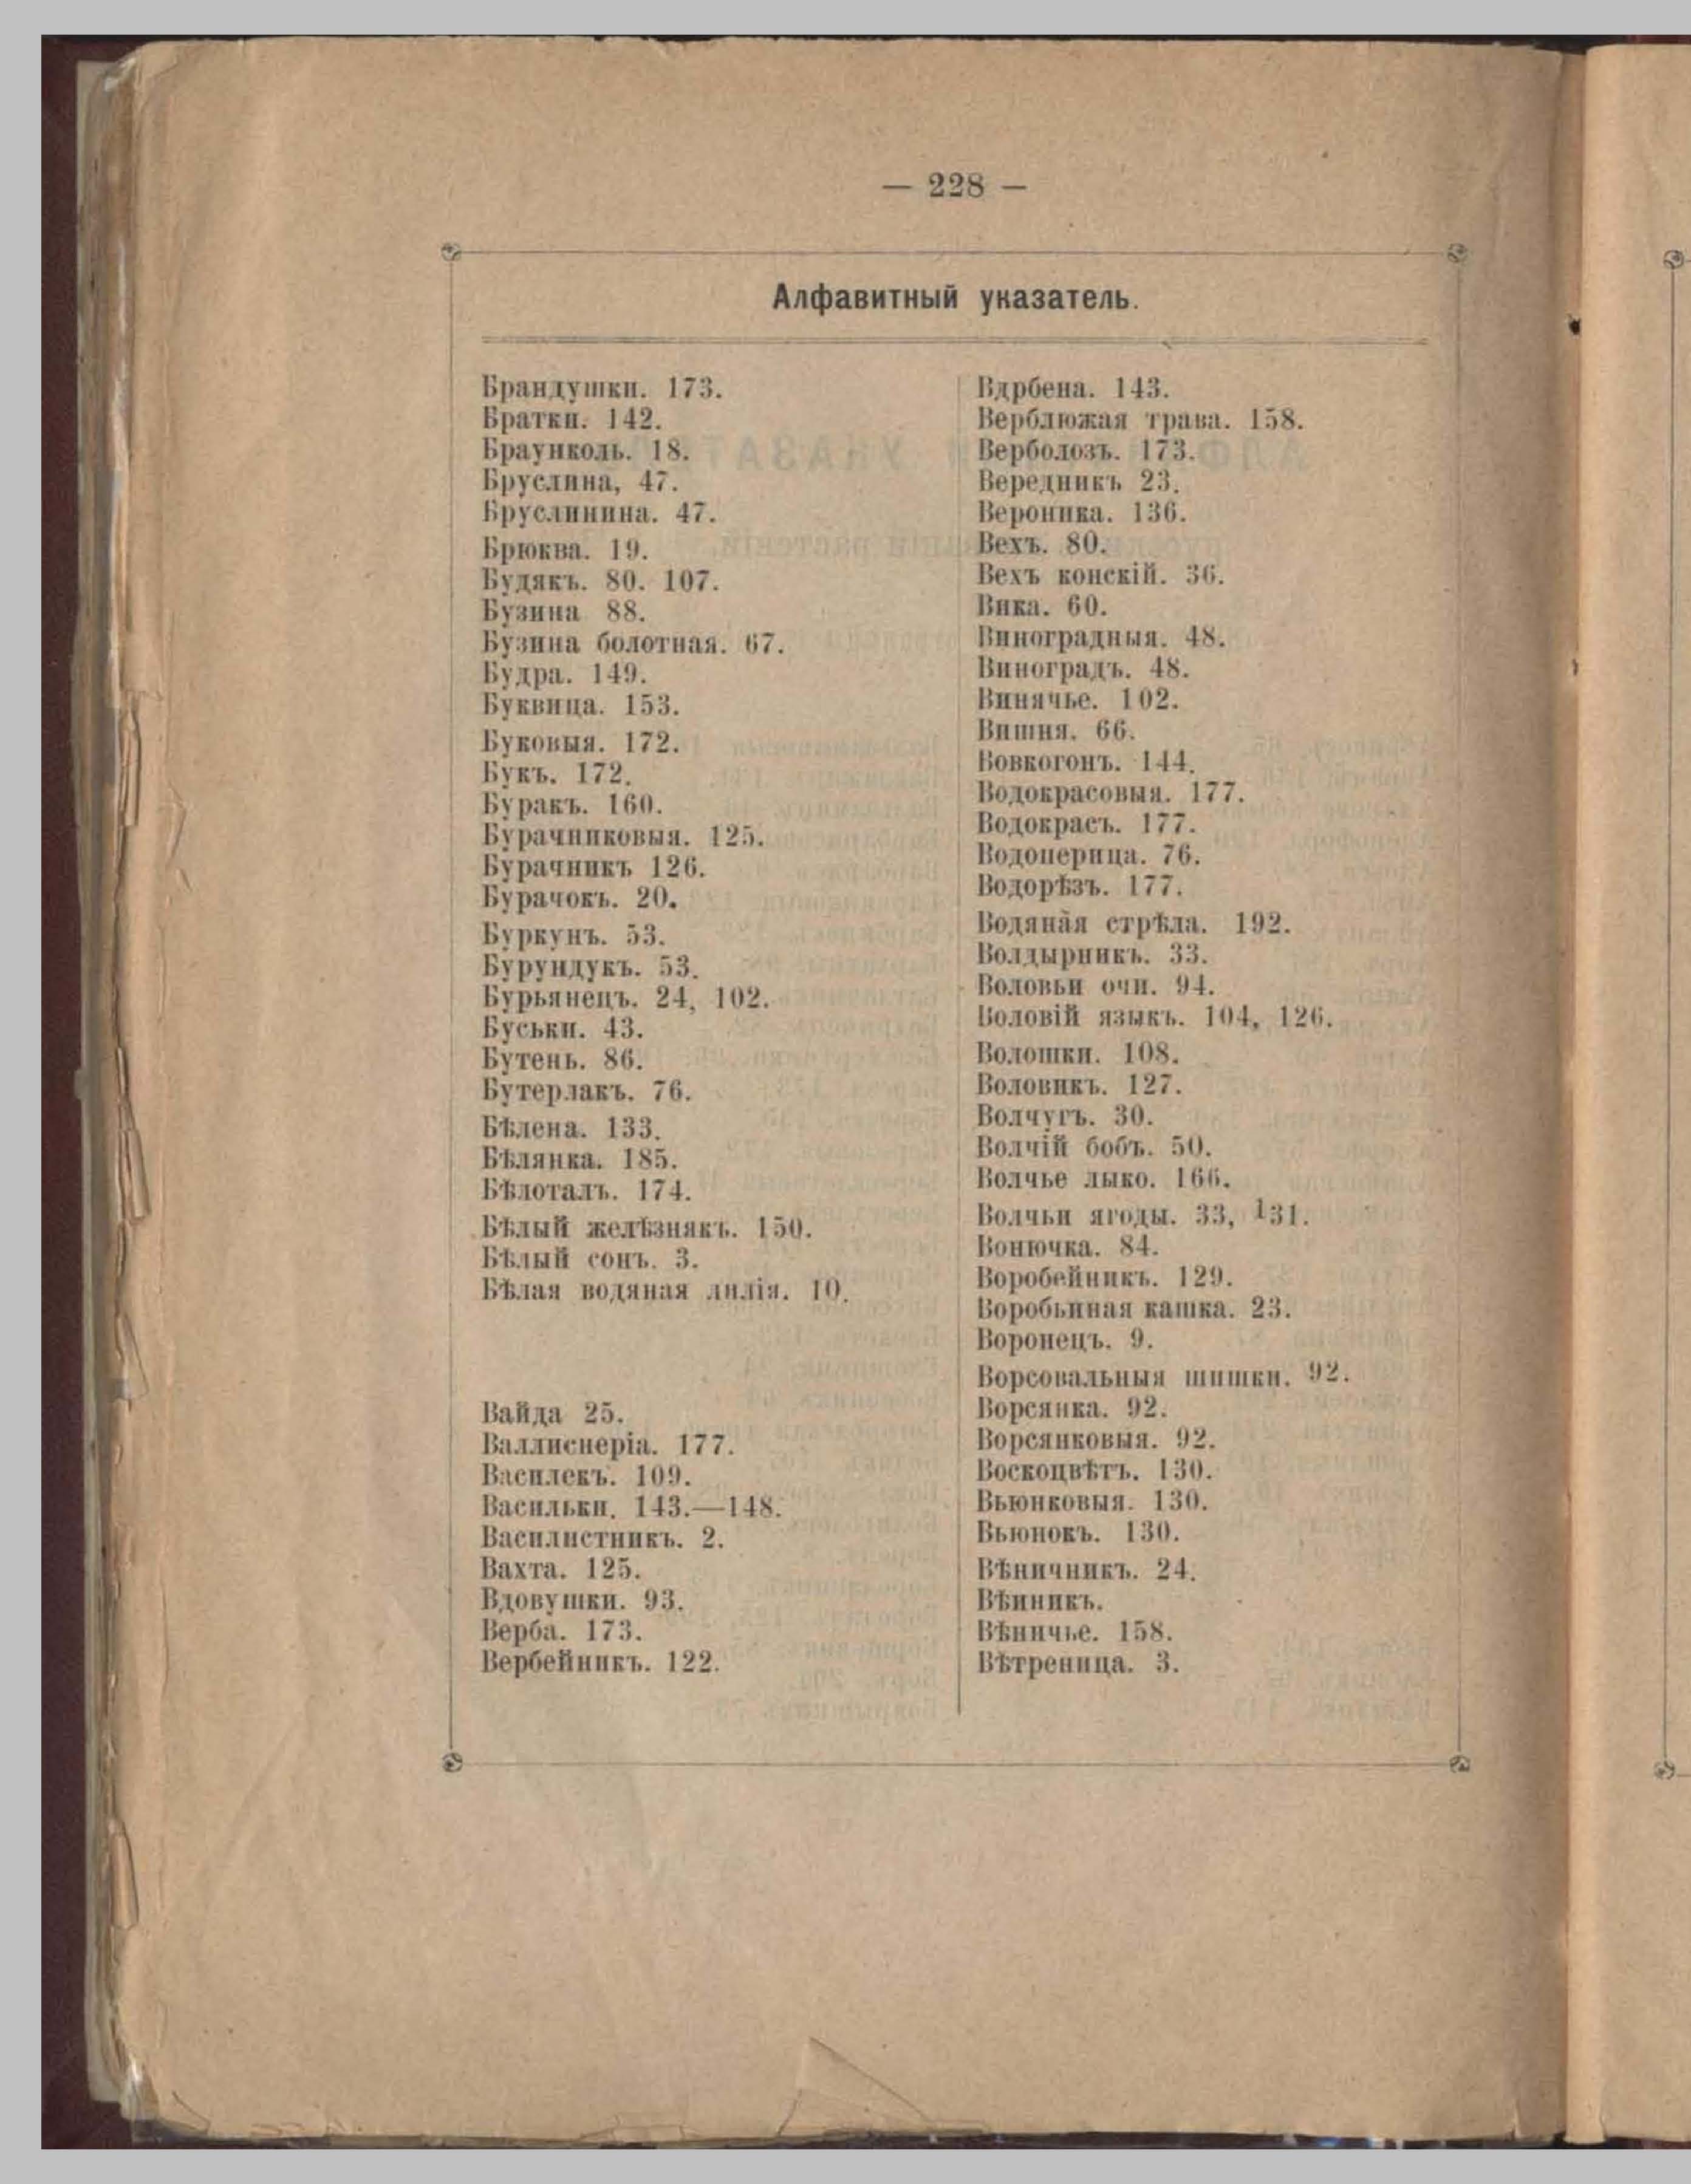 — 228 —
Алфавитный указатель.
Брандушки. 173.
Братки. 142.
Браунколь. 18.
Бруслина, 47.
Бруслинина. 47.
Брюква. 19.
Будякъ. 80. 107.
Бузина 88.
Бузина болотная. 67.
Будра. 149.
Буквица. 153.
Буковыя. 172.
Букъ. 172.
Буракъ. 160.
Бурачниковыя. 125.
Бурачникъ 126.
Бурачокъ. 20.
Буркунъ. 53.
Бурундукъ. 53.
Бурьянецъ. 24, 102.
Буськи. 43.
Бутень. 86.
Бутерлакъ. 76.
Бѣлена. 133.
Бѣлянка. 185.
Бѣлоталъ. 174.
Бѣлый желѣзнякъ. 150.
Бѣлый сонъ. 3.
Бѣлая водяная лилія. 10.
Вайда 25.
Валлиснерія. 177.
Василекъ. 109.
Васильки. 143.—148.
Василистникъ. 2.
Вахта. 125.
Вдовушки. 93.
Верба. 173.
Вербейникъ. 122.
Вдрбена. 143.
Верблюжая трава. 158.
Верболозъ. 173.
Вередникъ 23.
Вероника. 136.
Вехъ. 80.
Вехъ конскій. 36.
Вика. 60.
Виноградныя. 48.
Виноградъ. 48.
Винячье. 102.
Вишня. 66.
Вовкогонъ. 144.
Водокрасовыя. 177.
Водокрасъ. 177.
Водоперица. 76.
Водорѣзъ. 177.
Водяная стрѣла. 192.
Волдырникъ. 33.
Воловьи очи. 94.
Воловій языкъ. 104, 126.
Волошки. 108.
Воловикъ. 127.
Волчугъ. 30.
Волчій бобъ. 50.
Волчье лыко. 166.
Волчьи ягоды. 33, 131.
Вонючка. 84.
Воробейникъ. 129.
Воробьиная кашка. 23.
Воронецъ. 9.
Ворсовальныя шишки. 92.
Ворсянка. 92.
Ворсянковыя. 92.
Воскоцвѣтъ. 130.
Вьюнковыя. 130.
Вьюнокъ. 130.
Вѣничникъ. 24.
Вѣиникъ.
Вѣничье. 158.
Вѣтреница. 3.